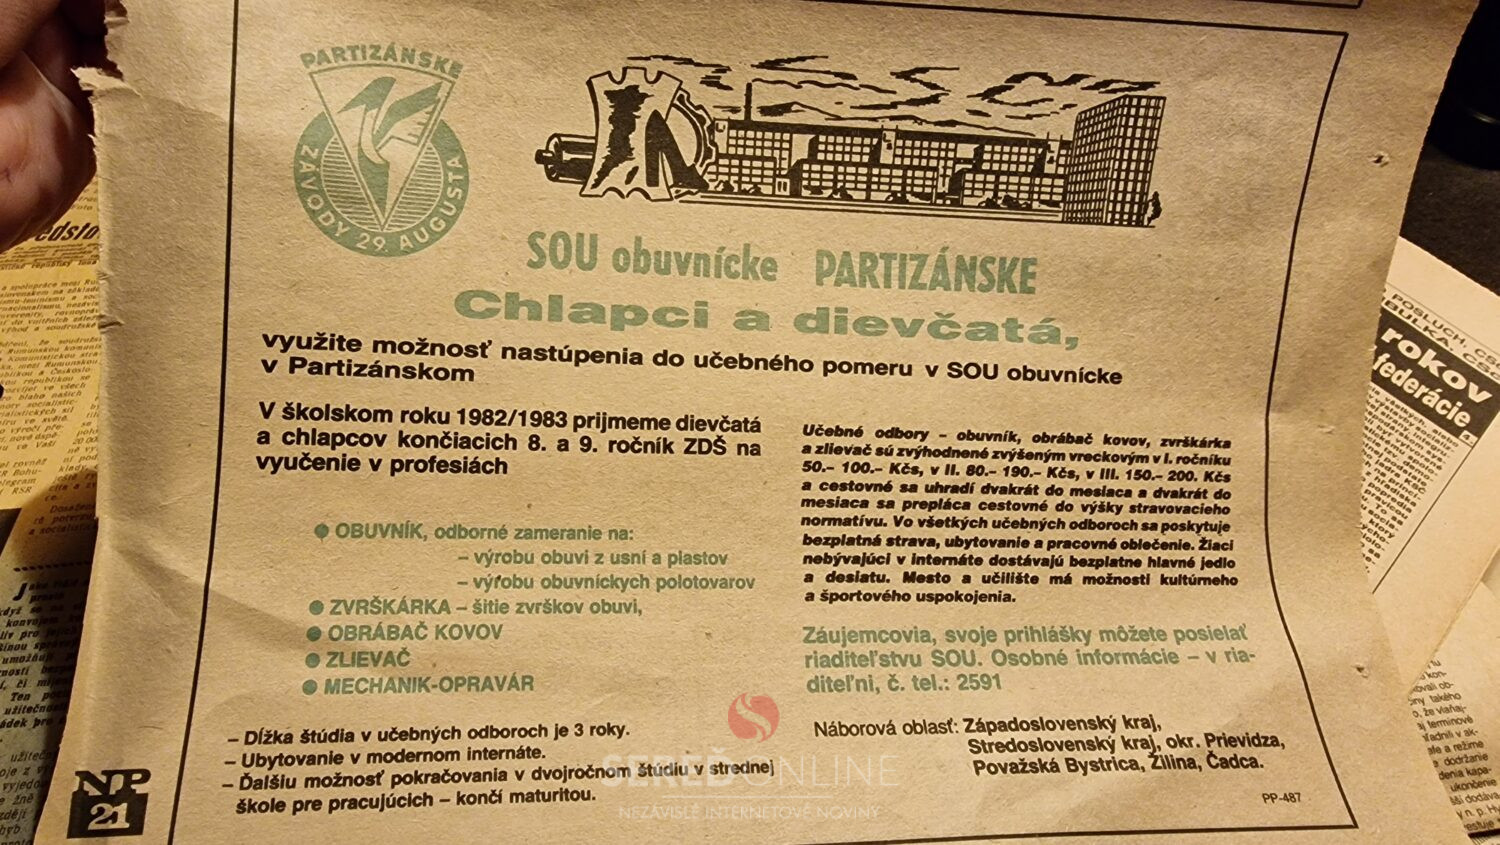 PARTIZÁNSKE
ZÁVODY 29. AUGUSTA
SOU obuvnícke PARTIZÁNSKE
Chlapci a dievčatá,
využite možnosť nastúpenia do učebného pomeru v SOU obuvnícke
v Partizánskom
V školskom roku 1982/1983 prijmeme dievčatá
a chlapcov končiacich 8. a 9. ročník ZDŠ na
vyučenie v profesiách
OBUVNÍK, odborné zameranie na:
– výrobu obuvi z usní a plastov
– výrobu obuvníckych polotovarov
ZVRŠKÁRKA – šitie zvrškov obuvi,
OBRÁBAČ KOVOV
ZLIEVAČ
MECHANIK-OPRAVÁR
– Dĺžka štúdia v učebných odboroch je 3 roky.
– Ubytovanie v modernom internáte.
– Ďalšiu možnosť pokračovania v dvojročnom štúdiu v strednej
škole pre pracujúcich – končí maturitou.
Učebné odbory – obuvník, obrábač kovov, zvrškárka
a zlievač sú zvýhodnené zvýšeným vreckovým v I. ročníku
50.- 100.- Kčs, v II. 80.- 190.- Kčs, v III. 150.- 200. Kčs
a cestovné sa uhradí dvakrát do mesiaca a dvakrát do
mesiaca sa prepláca cestovné do výšky stravovacieho
normatívu. Vo všetkých učebných odboroch sa poskytuje
bezplatná strava, ubytovanie a pracovné oblečenie. Žiaci
nebývajúci v internáte dostávajú bezplatne hlavné jedlo
a desiatu. Mesto a učilište má možnosti kultúrneho
a športového uspokojenia.
Záujemcovia, svoje prihlášky môžete posielať
riaditeľstvu SOU. Osobné informácie – v ria-
diteľni, č. tel.: 2591
Náborová oblasť: Západoslovenský kraj,
Stredoslovenský kraj, okr. Prievidza,
Považská Bystrica, Žilina, Čadca.
PP-487
NP
21
SEREĎ ONLINE
NEZÁVISLÉ INTERNETOVÉ NOVINY
rokov
federácie